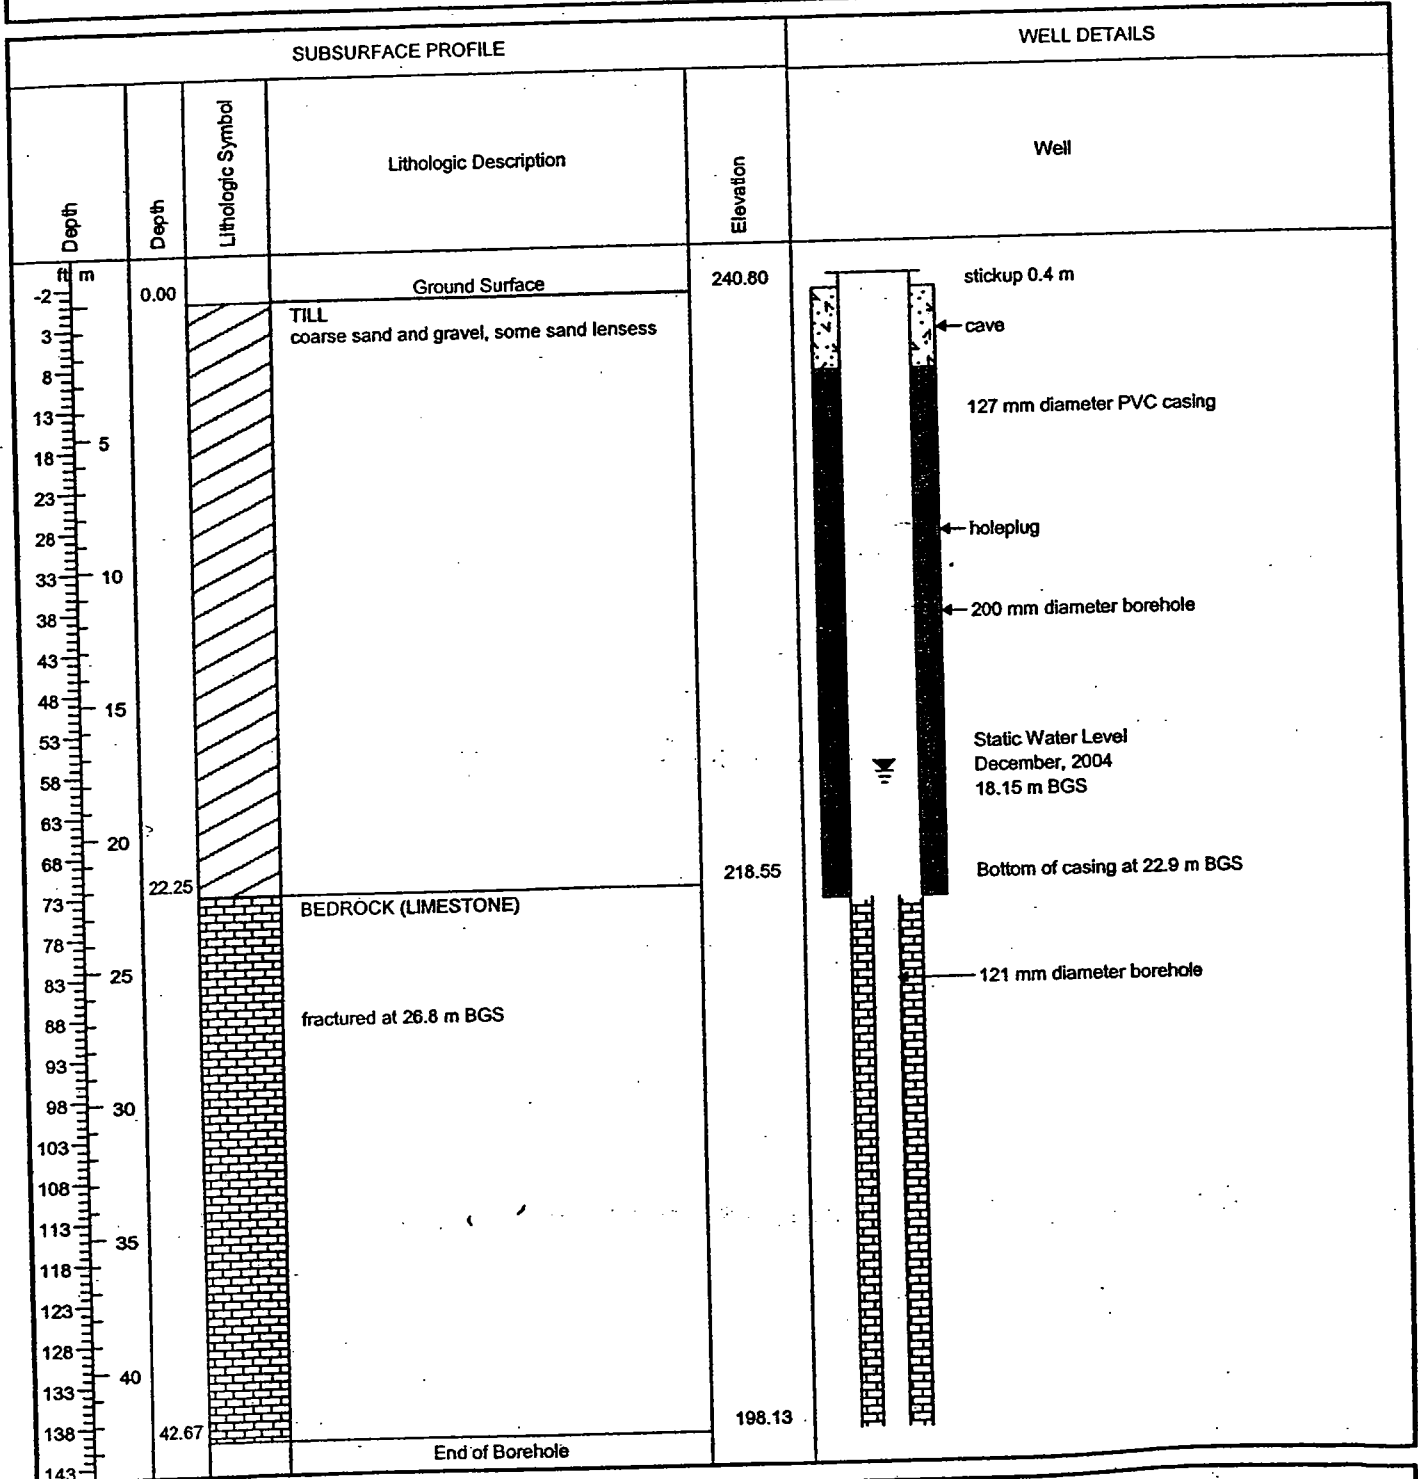 SUBSURFACE PROFILE
WELL DETAILS
Depth
Depth
Lithologic Symbol
Lithologic Description
Elevation
Well
ft m
0.00
Ground Surface
240.80
stickup 0.4 m
-2
TILL
coarse sand and gravel, some sand lensess
cave
3
8
127 mm diameter PVC casing
13
5
18
23
holeplug
28
10
33
200 mm diameter borehole
38
43
48
15
53
Static Water Level
December, 2004
18.15 m BGS
58
63
20
68
22.25
218.55
Bottom of casing at 22.9 m BGS
73
BEDROCK (LIMESTONE)
78
25
83
121 mm diameter borehole
88
fractured at 26.8 m BGS
93
98
30
103
108
113
35
118
123
128
40
133
138
42.67
198.13
End of Borehole
143